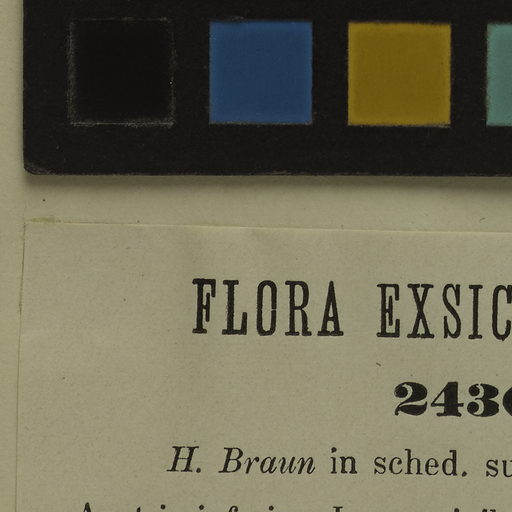 FLORA EXSIC
243
H. Braun in sched. su